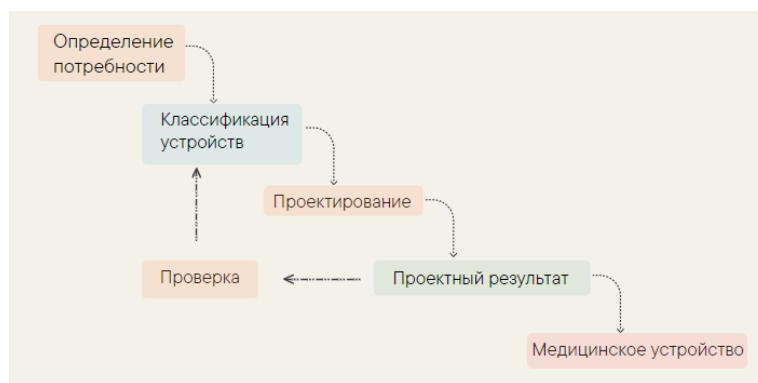 Определение
потребности
Классификация
устройств
Проектирование
Проверка
Проектный результат
Медицинское устройство